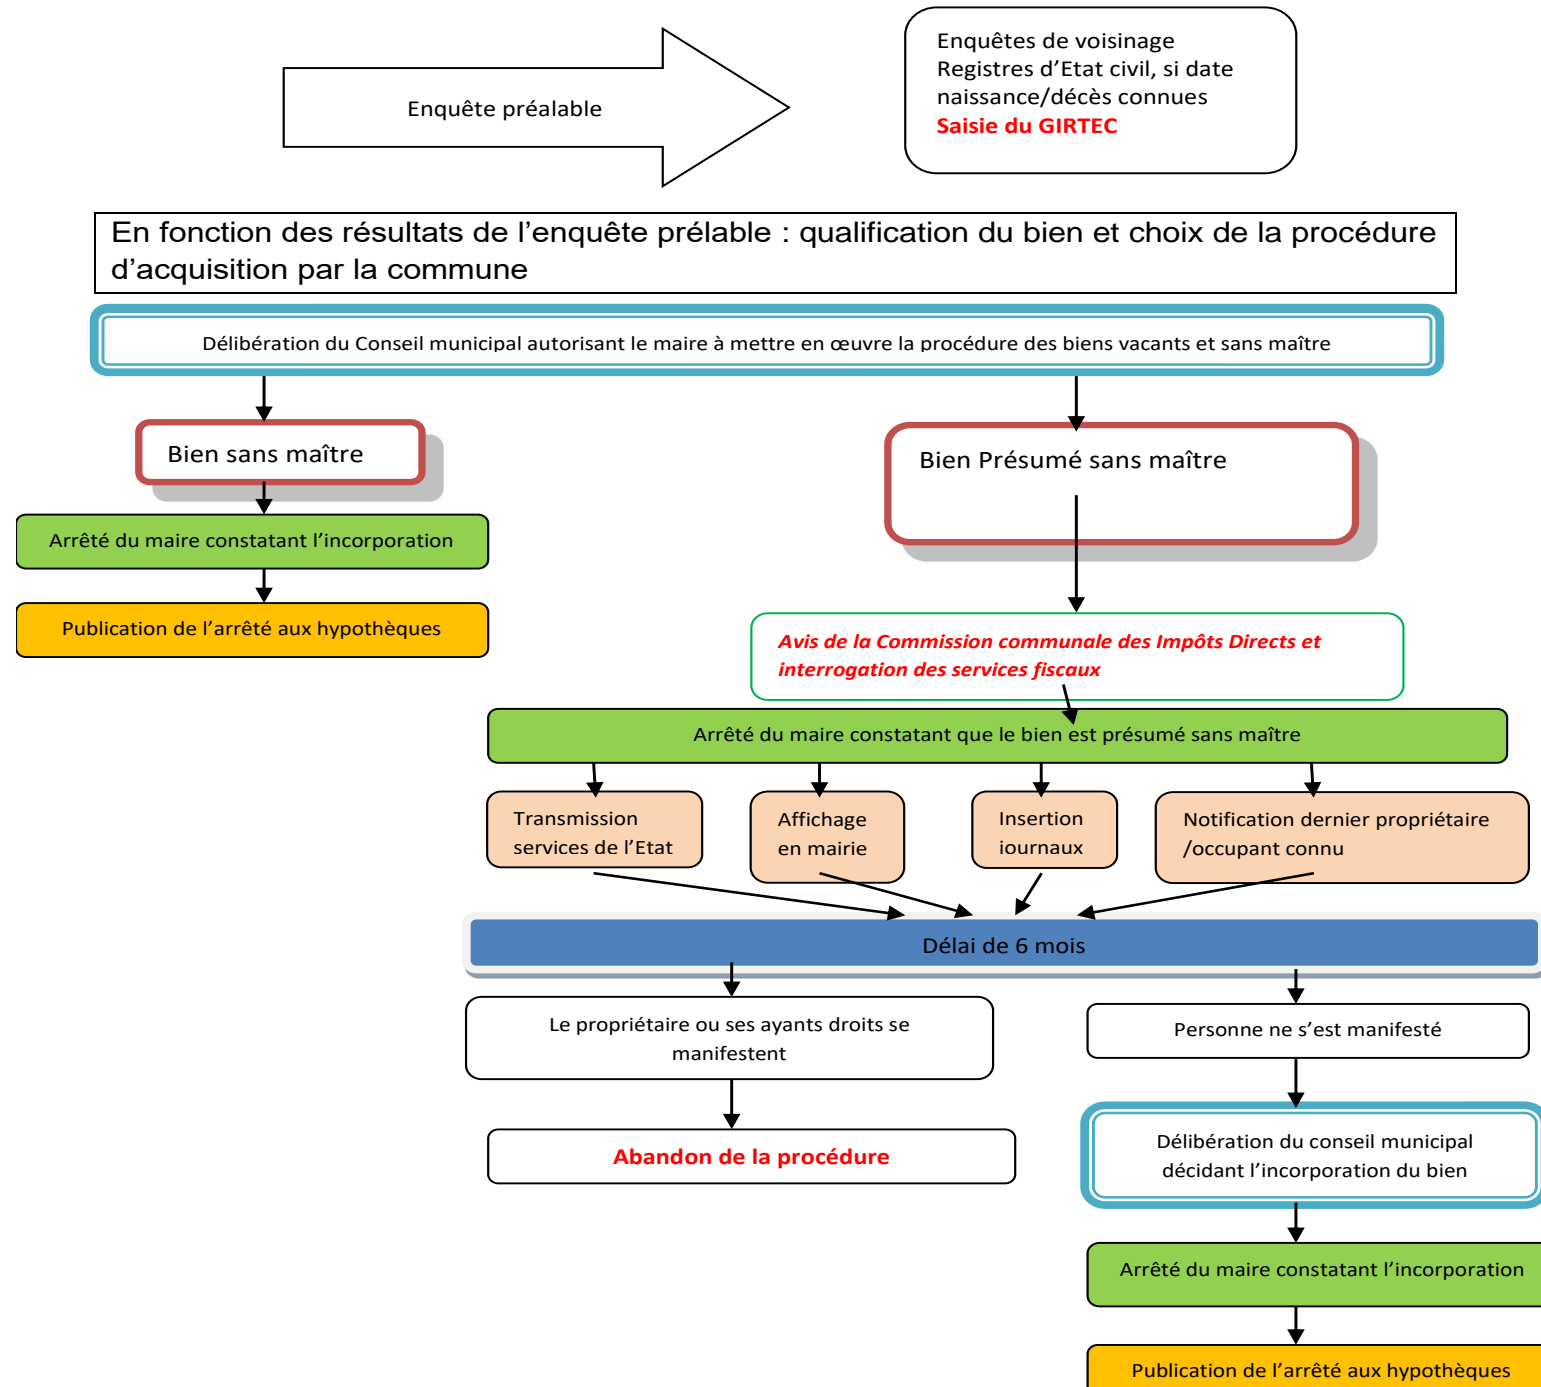 Enquête préalable
Enquêtes de voisinage
Registres d’Etat civil, si date
naissance/décès connues
Saisie du GIRTEC
En fonction des résultats de l’enquête prélable : qualification du bien et choix de la procédure
d’acquisition par la commune
Délibération du Conseil municipal autorisant le maire à mettre en œuvre la procédure des biens vacants et sans maître
Bien sans maître
Bien Présumé sans maître
Arrêté du maire constatant l’incorporation
Publication de l’arrêté aux hypothèques
Avis de la Commission communale des Impôts Directs et
interrogation des services fiscaux
Arrêté du maire constatant que le bien est présumé sans maître
Transmission
services de l’Etat
Affichage
en mairie
Insertion
journaux
Notification dernier propriétaire
/occupant connu
Délai de 6 mois
Le propriétaire ou ses ayants droits se
manifestent
Personne ne s’est manifesté
Abandon de la procédure
Délibération du conseil municipal
décidant l’incorporation du bien
Arrêté du maire constatant l’incorporation
Publication de l’arrêté aux hypothèques